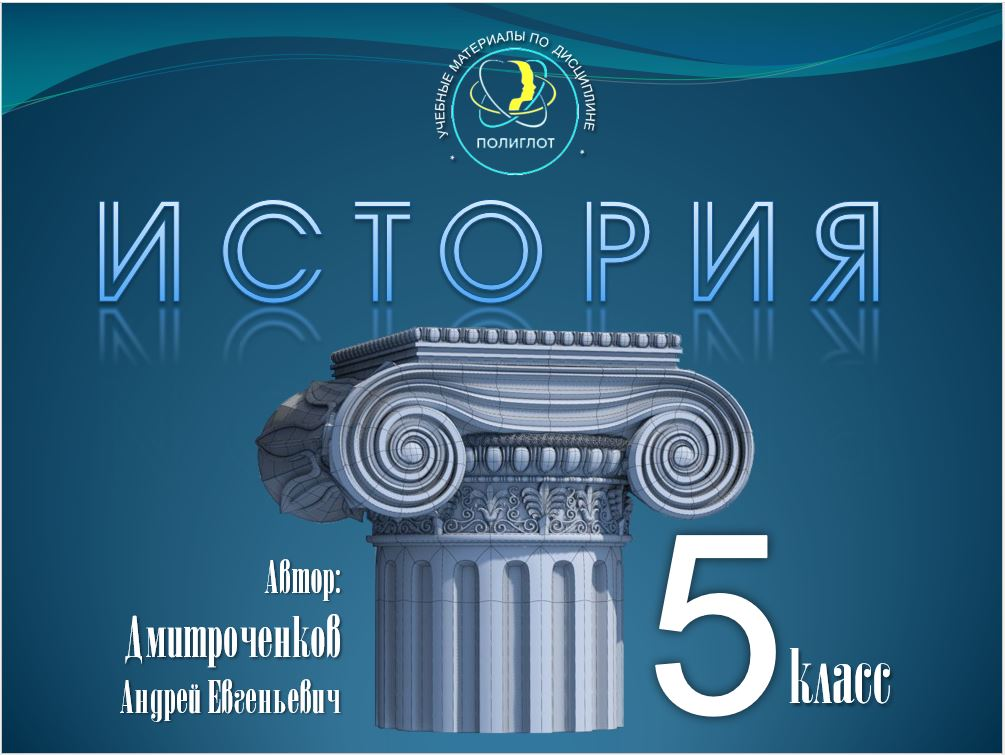 УЧЕБНЫЕ МАТЕРИАЛЫ ПО ДИСЦИПЛИНЕ
ПОЛИГЛОТ
ИСТОРИЯ
Автор:
Дмитроченков
Андрей Евгеньевич
5 класс